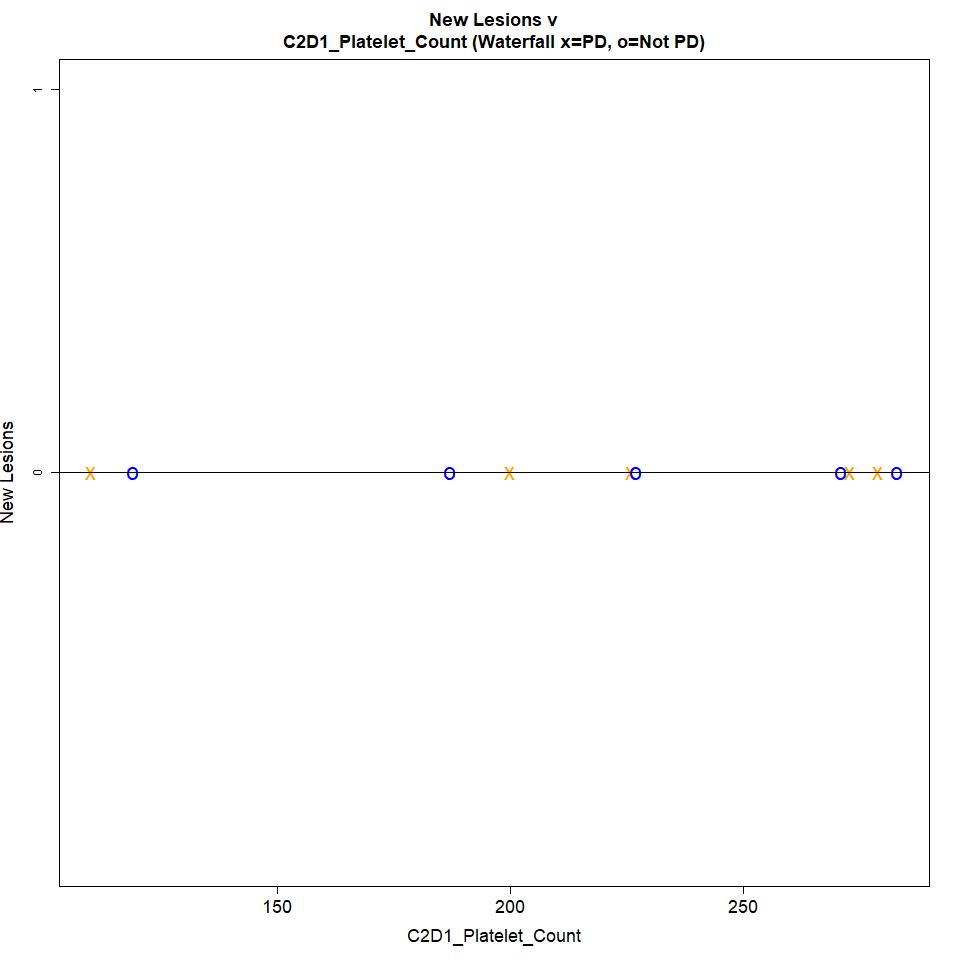 New Lesions v
C2D1_Platelet_Count (Waterfall x=PD, o=Not PD)
1
0
New Lesions
x o o x x o o x x o
150 200 250
C2D1_Platelet_Count